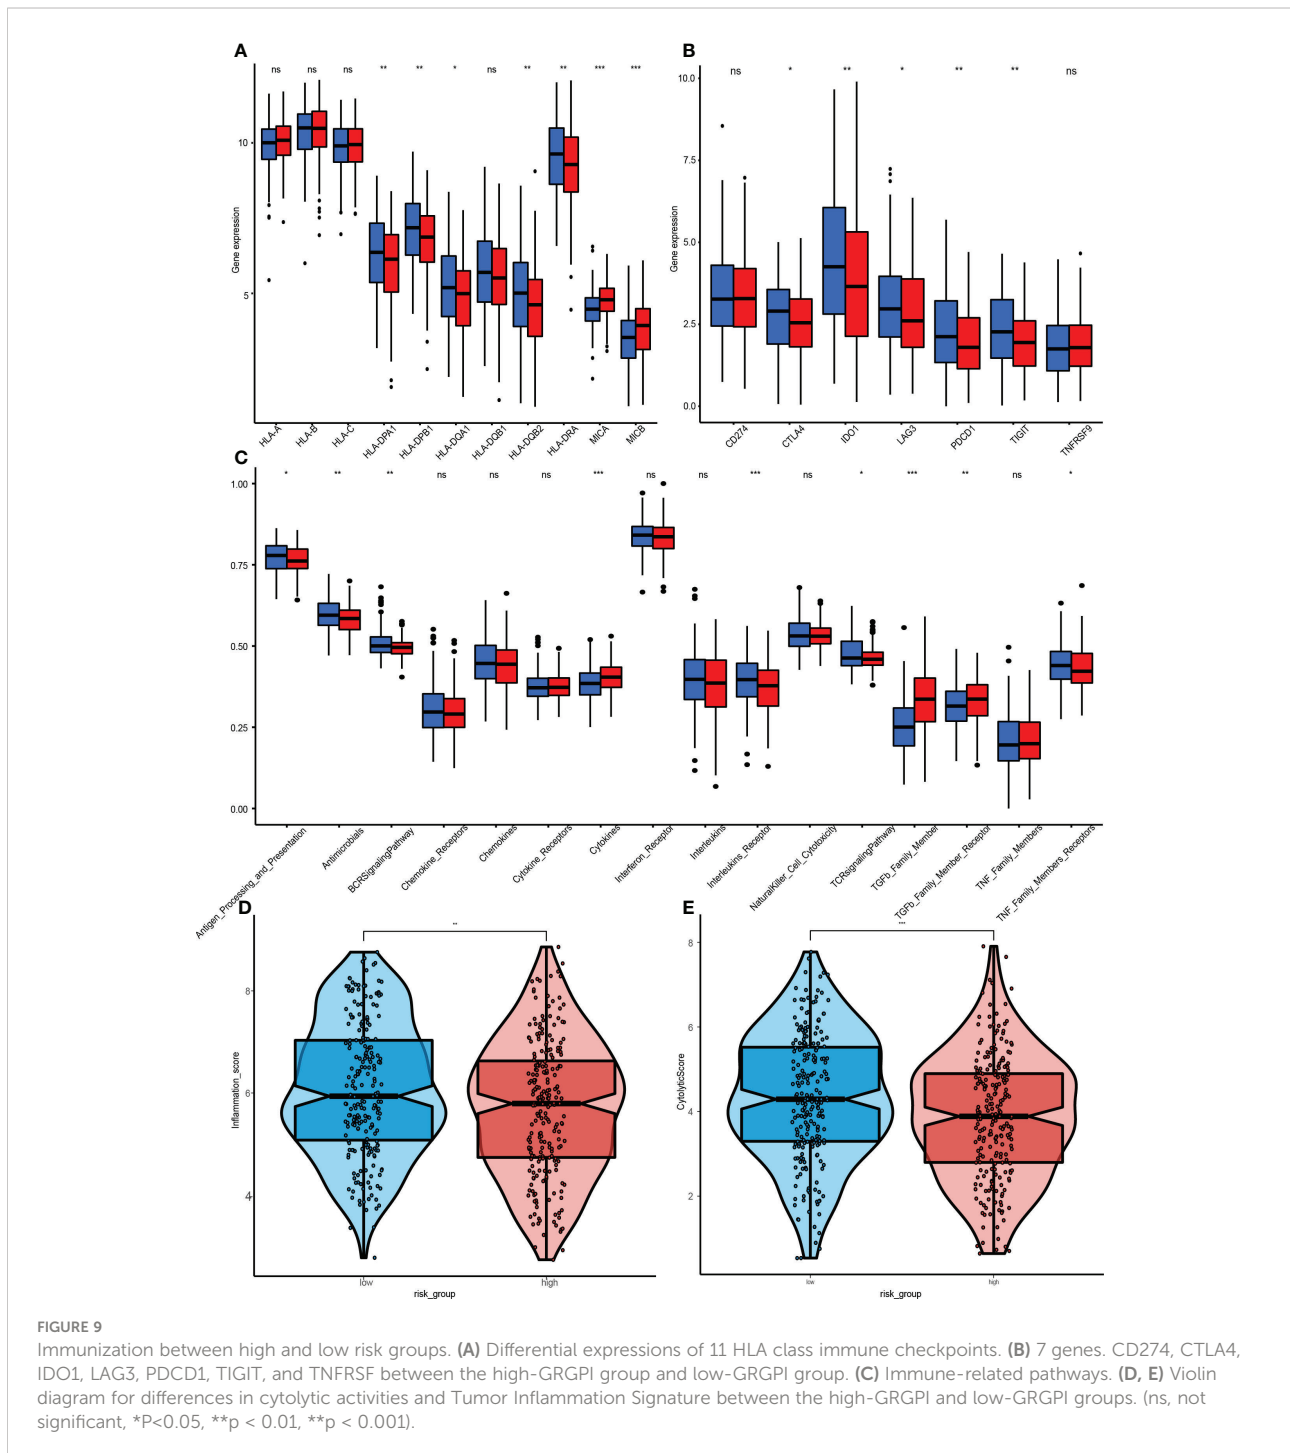 A
ns ns ns ** ** * ns ** ** *** ***
Gene expression
10
5
HLA-A HLA-B HLA-C HLA-DPA1 HLA-DPB1 HLA-DQA1 HLA-DQB1 HLA-DQB2 HLA-DRA MICA MICB
B
ns * ** * ** ** ns
Gene expression
10.0
7.5
5.0
2.5
0.0
CD274 CTLA4 IDO1 LAG3 PDCD1 TIGIT TNFRSF9
C
* ** ** ns ns ns *** ns ns *** ns * *** ** ns *
1.00
0.75
0.50
0.25
0.00
Antigen_Processing_and_Presentation Antimicrobials BCRSignalingPathway Chemokine_Receptors Chemokines Cytokine_Receptors Cytokines Interferon_Receptor Interleukins Interleukins_Receptor NaturalKiller_Cell_Cytotoxicity TCRsignalingPathway TGFb_Family_Member TGFb_Family_Member_Receptor TNF_Family_Members TNF_Family_Members_Receptors
D
**
Inflammation_score
8
6
4
low high
risk_group
E
***
CytolyticScore
8
6
4
2
low high
risk_group
FIGURE 9
Immunization between high and low risk groups. (A) Differential expressions of 11 HLA class immune checkpoints. (B) 7 genes. CD274, CTLA4,
IDO1, LAG3, PDCD1, TIGIT, and TNFRSF between the high-GRGPI group and low-GRGPI group. (C) Immune-related pathways. (D, E) Violin
diagram for differences in cytolytic activities and Tumor Inflammation Signature between the high-GRGPI and low-GRGPI groups. (ns, not
significant, *P<0.05, **p < 0.01, **p < 0.001).